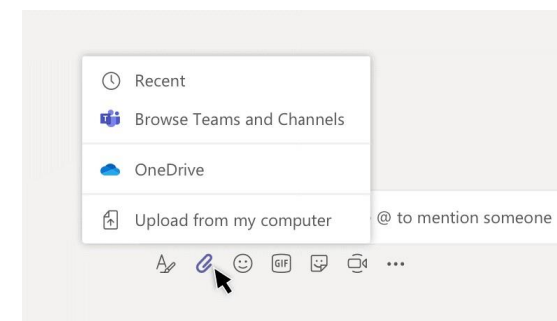 Recent
Browse Teams and Channels
OneDrive
Upload from my computer
@ to mention someone
GIF